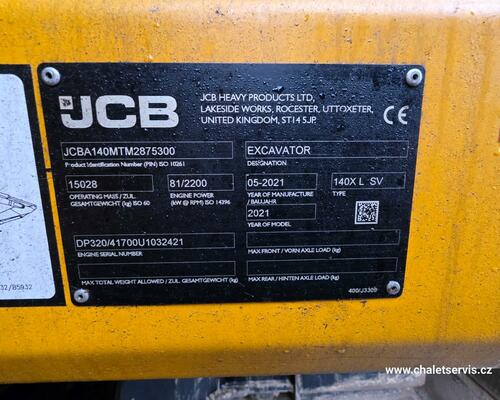 JCB
JCB HEAVY PRODUCTS LTD,
LAKESIDE WORKS, ROCESTER, UTTOXETER,
UNITED KINGDOM, ST14 5JP.
CE
JCBA140MTM2875300
Product Identification Number (PIN) ISO 10261
EXCAVATOR
DESIGNATION
15028
OPERATING MASS / ZUL.
GESAMTGEWICHT (kg) ISO 60
81/2200
ENGINE POWER
(kW @ RPM) ISO 14396
05-2021
YEAR OF MANUFACTURE
/ BAUJAHR
140X L SV
TYPE
2021
YEAR OF MODEL
DP320/41700U1032421
ENGINE SERIAL NUMBER
MAX FRONT / VORN AXLE LOAD (kg)
MAX TOTAL WEIGHT ALLOWED / ZUL. GESAMTGEWICHT (kg)
MAX REAR / HINTEN AXLE LOAD (kg)
400/J3309
32/B5932
www.chaletservis.cz